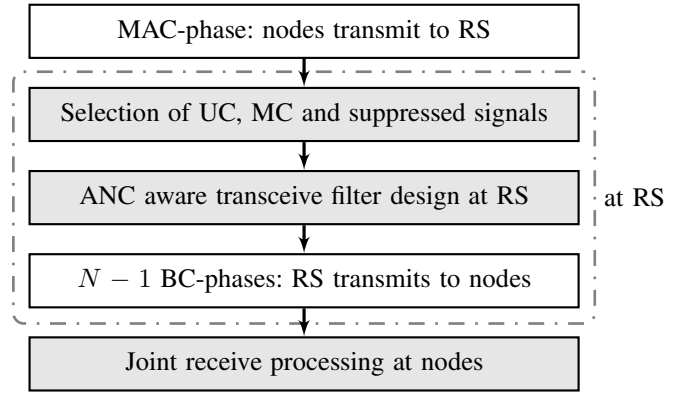 MAC-phase: nodes transmit to RS
Selection of UC, MC and suppressed signals
ANC aware transceive filter design at RS
at RS
N − 1 BC-phases: RS transmits to nodes
Joint receive processing at nodes